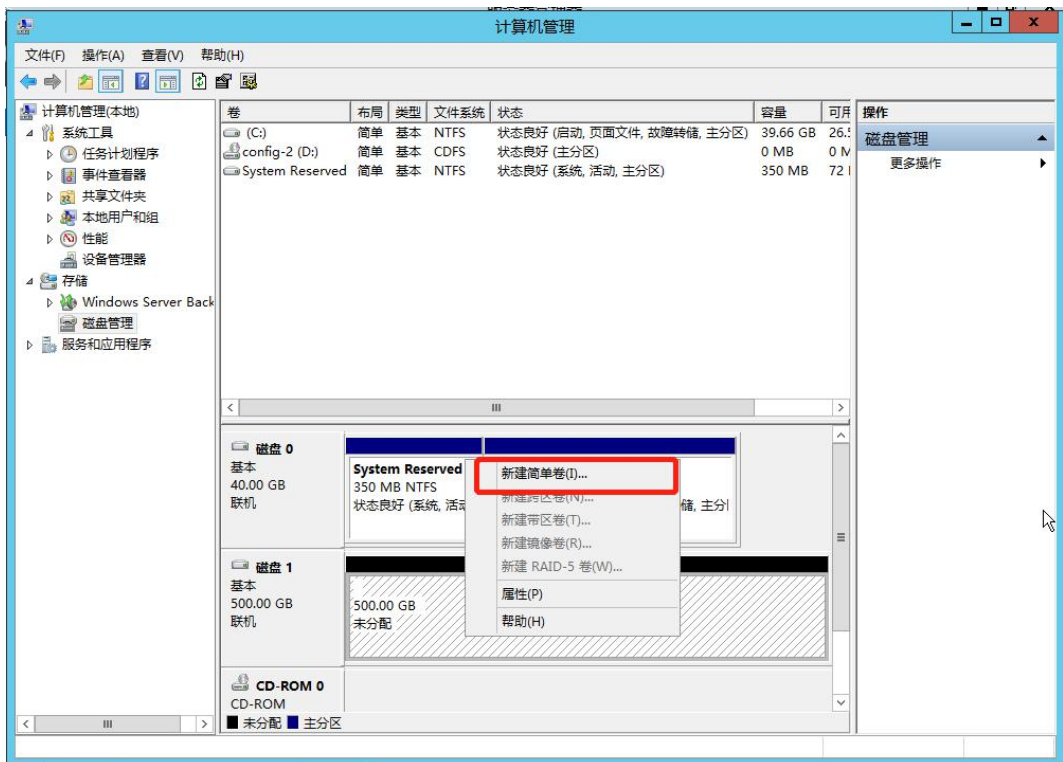 计算机管理
文件(F) 操作(A) 查看(V) 帮助(H)
计算机管理(本地)
系统工具
任务计划程序
事件查看器
共享文件夹
本地用户和组
性能
设备管理器
存储
Windows Server Back
磁盘管理
服务和应用程序
卷 布局 类型 文件系统 状态 容量 可用
(C:) 简单 基本 NTFS 状态良好 (启动, 页面文件, 故障转储, 主分区) 39.66 GB 26.5
config-2 (D:) 简单 基本 CDFS 状态良好 (主分区) 0 MB 0 M
System Reserved 简单 基本 NTFS 状态良好 (系统, 活动, 主分区) 350 MB 72
操作
磁盘管理
更多操作
磁盘 0
基本
40.00 GB
联机
System Reserved
350 MB NTFS
状态良好 (系统, 活动
储, 主分
新建简单卷(I)...
新建跨区卷(N)...
新建带区卷(T)...
新建镜像卷(R)...
新建 RAID-5 卷(W)...
属性(P)
帮助(H)
磁盘 1
基本
500.00 GB
联机
500.00 GB
未分配
CD-ROM 0
CD-ROM
未分配 主分区